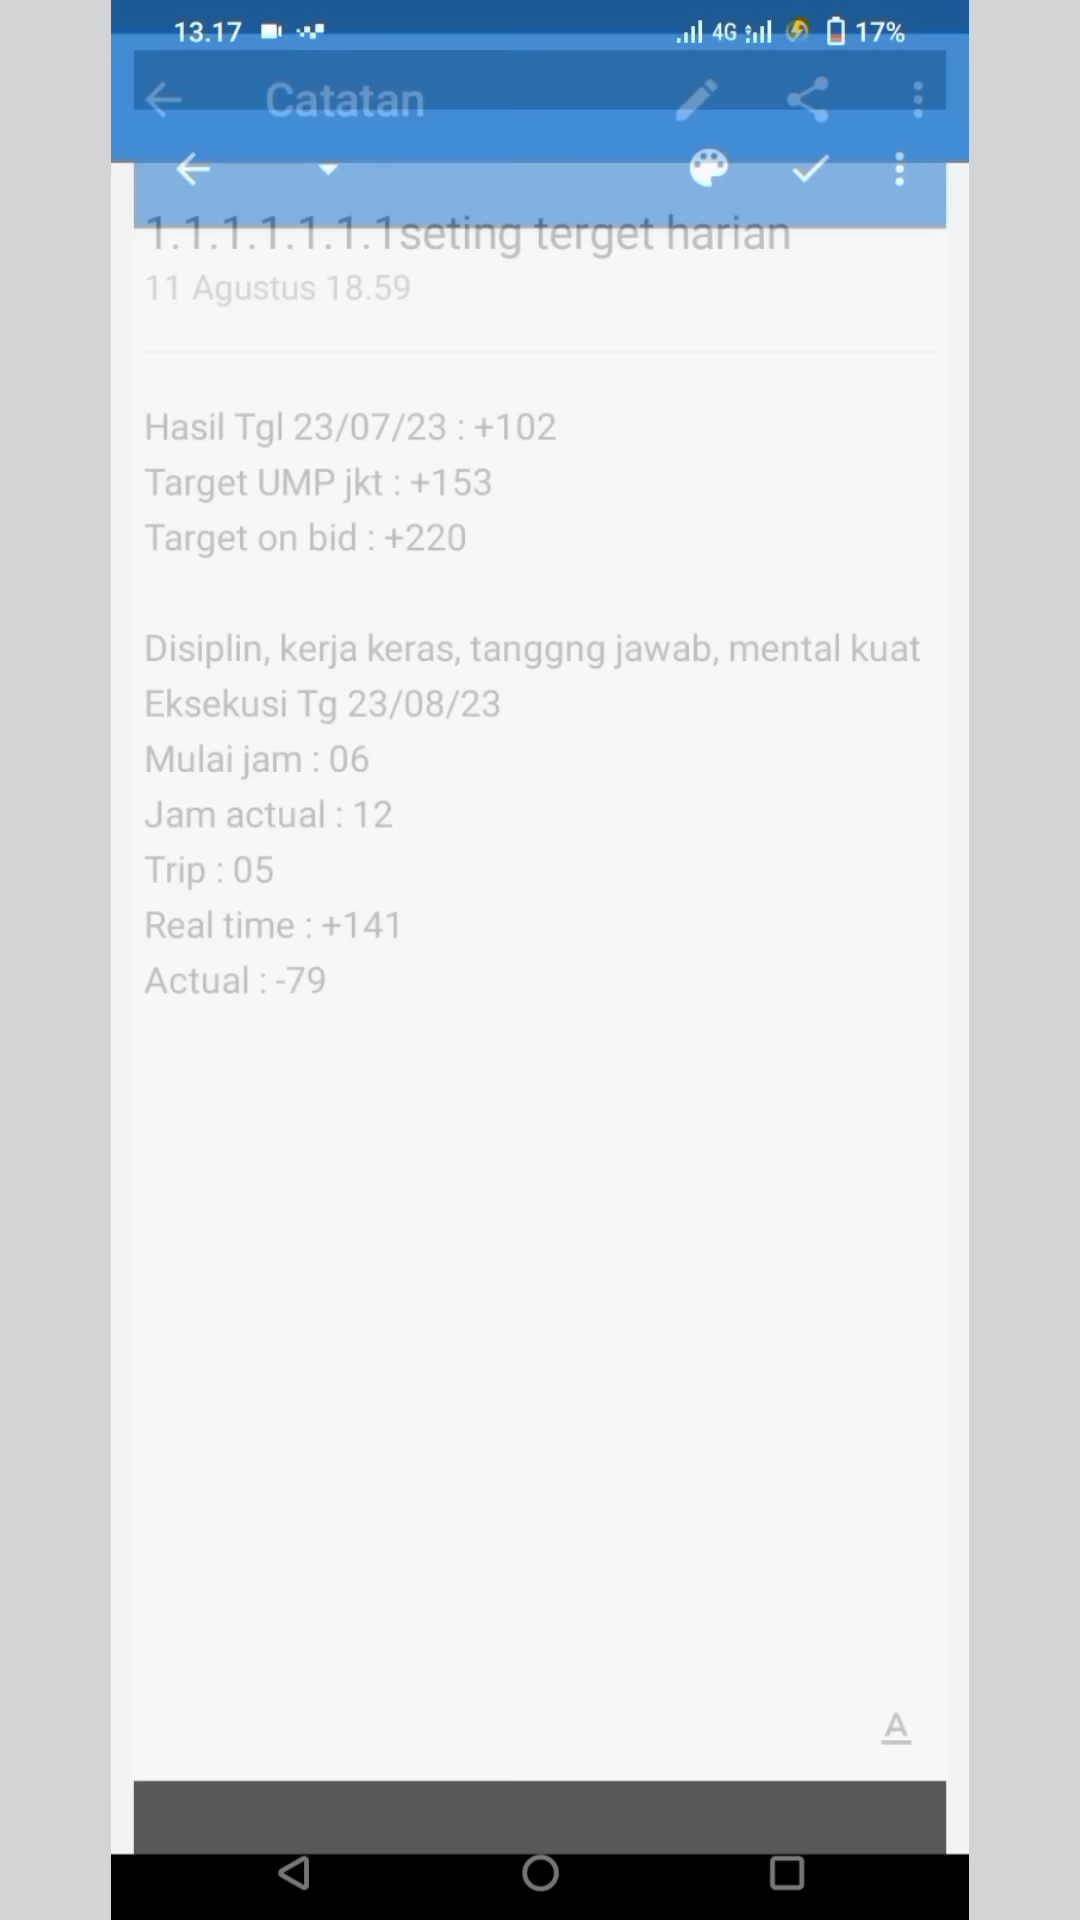 13.17 4G 17%
Catatan
1.1.1.1.1.1.1seting terget harian
11 Agustus 18.59
Hasil Tgl 23/07/23 : +102
Target UMP jkt : +153
Target on bid : +220
Disiplin, kerja keras, tanggng jawab, mental kuat
Eksekusi Tg 23/08/23
Mulai jam : 06
Jam actual : 12
Trip : 05
Real time : +141
Actual : -79
A